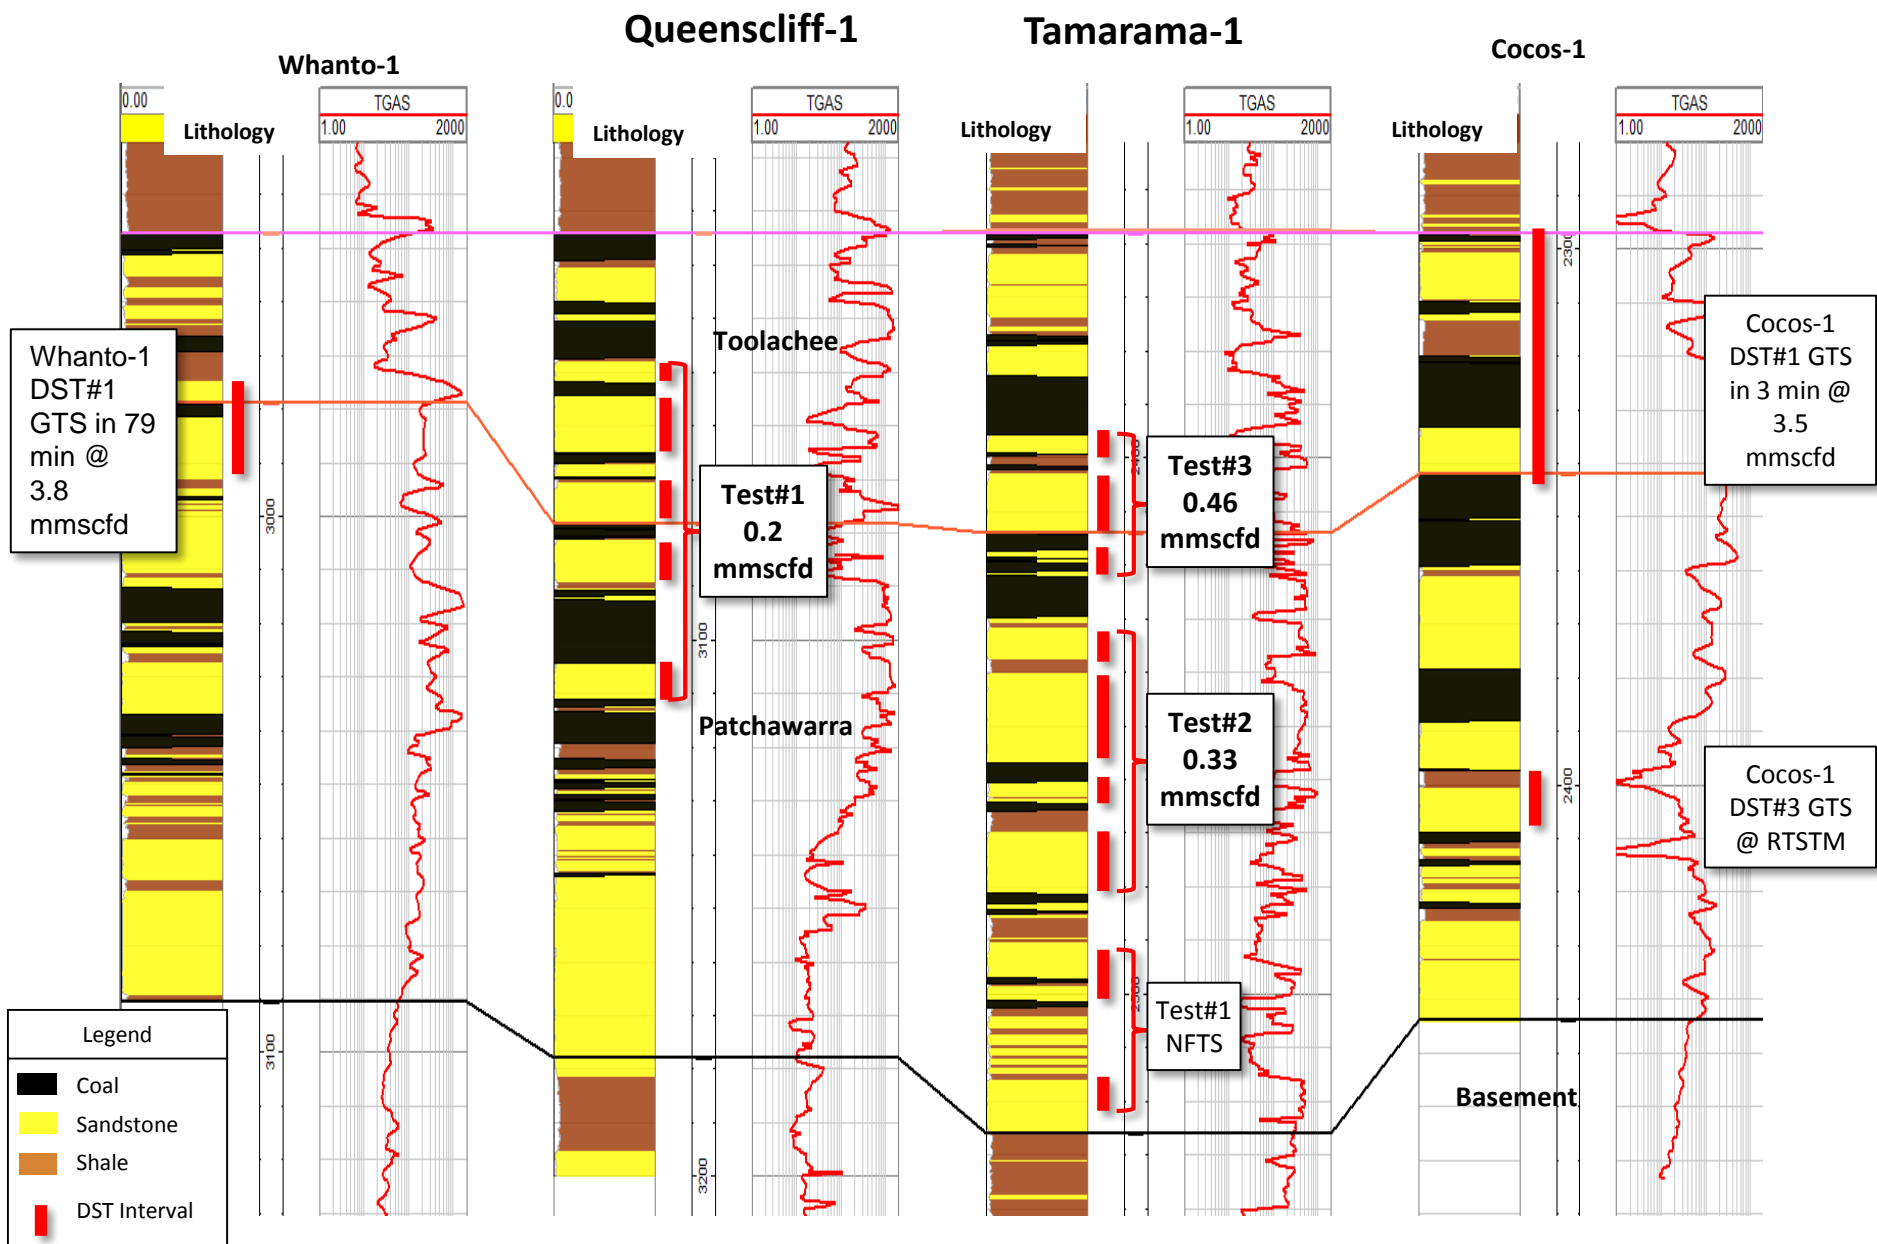 Queenscliff-1
Tamarama-1
Whanto-1
Cocos-1
0.00
Lithology
TGAS
1.00 2000
0.0
Lithology
TGAS
1.00 2000
Lithology
TGAS
1.00 2000
Lithology
TGAS
1.00 2000
Whanto-1
DST#1
GTS in 79
min @
3.8
mmscfd
3000
3100
Toolachee
Test#1
0.2
mmscfd
3100
Patchawarra
3200
Test#3
0.46
mmscfd
Test#2
0.33
mmscfd
Test#1
NFTS
2300
Cocos-1
DST#1 GTS
in 3 min @
3.5
mmscfd
2400
Cocos-1
DST#3 GTS
@ RTSTM
Basement
Legend
Coal
Sandstone
Shale
DST Interval